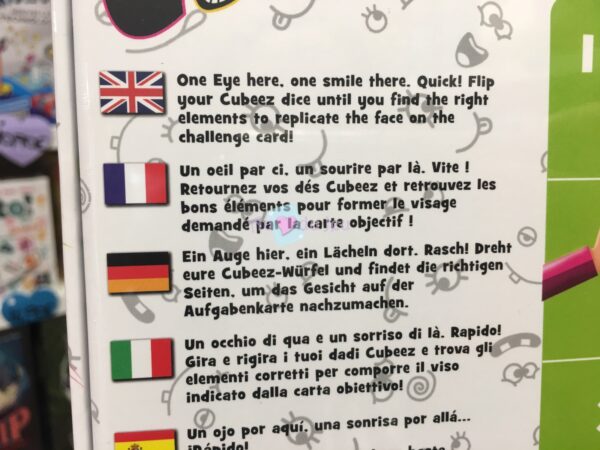 One Eye here, one smile there. Quick! Flip
your Cubeez dice until you find the right
elements to replicate the face on the
challenge card!
Un oeil par ci, un sourire par là. Vite !
Retournez vos dés Cubeez et retrouvez les
bons éléments pour former le visage
demandé par la carte objectif !
Ein Auge hier, ein Lächeln dort. Rasch! Dreht
eure Cubeez-Würfel und findet die richtigen
Seiten, um das Gesicht auf der
Aufgabenkarte nachzumachen.
Un occhio di qua e un sorriso di là. Rapido!
Gira e rigira i tuoi dadi Cubeez e trova gli
elementi corretti per comporre il viso
indicato dalla carta obiettivo!
Un ojo por aquí, una sonrisa por allá...
¡Rápido!